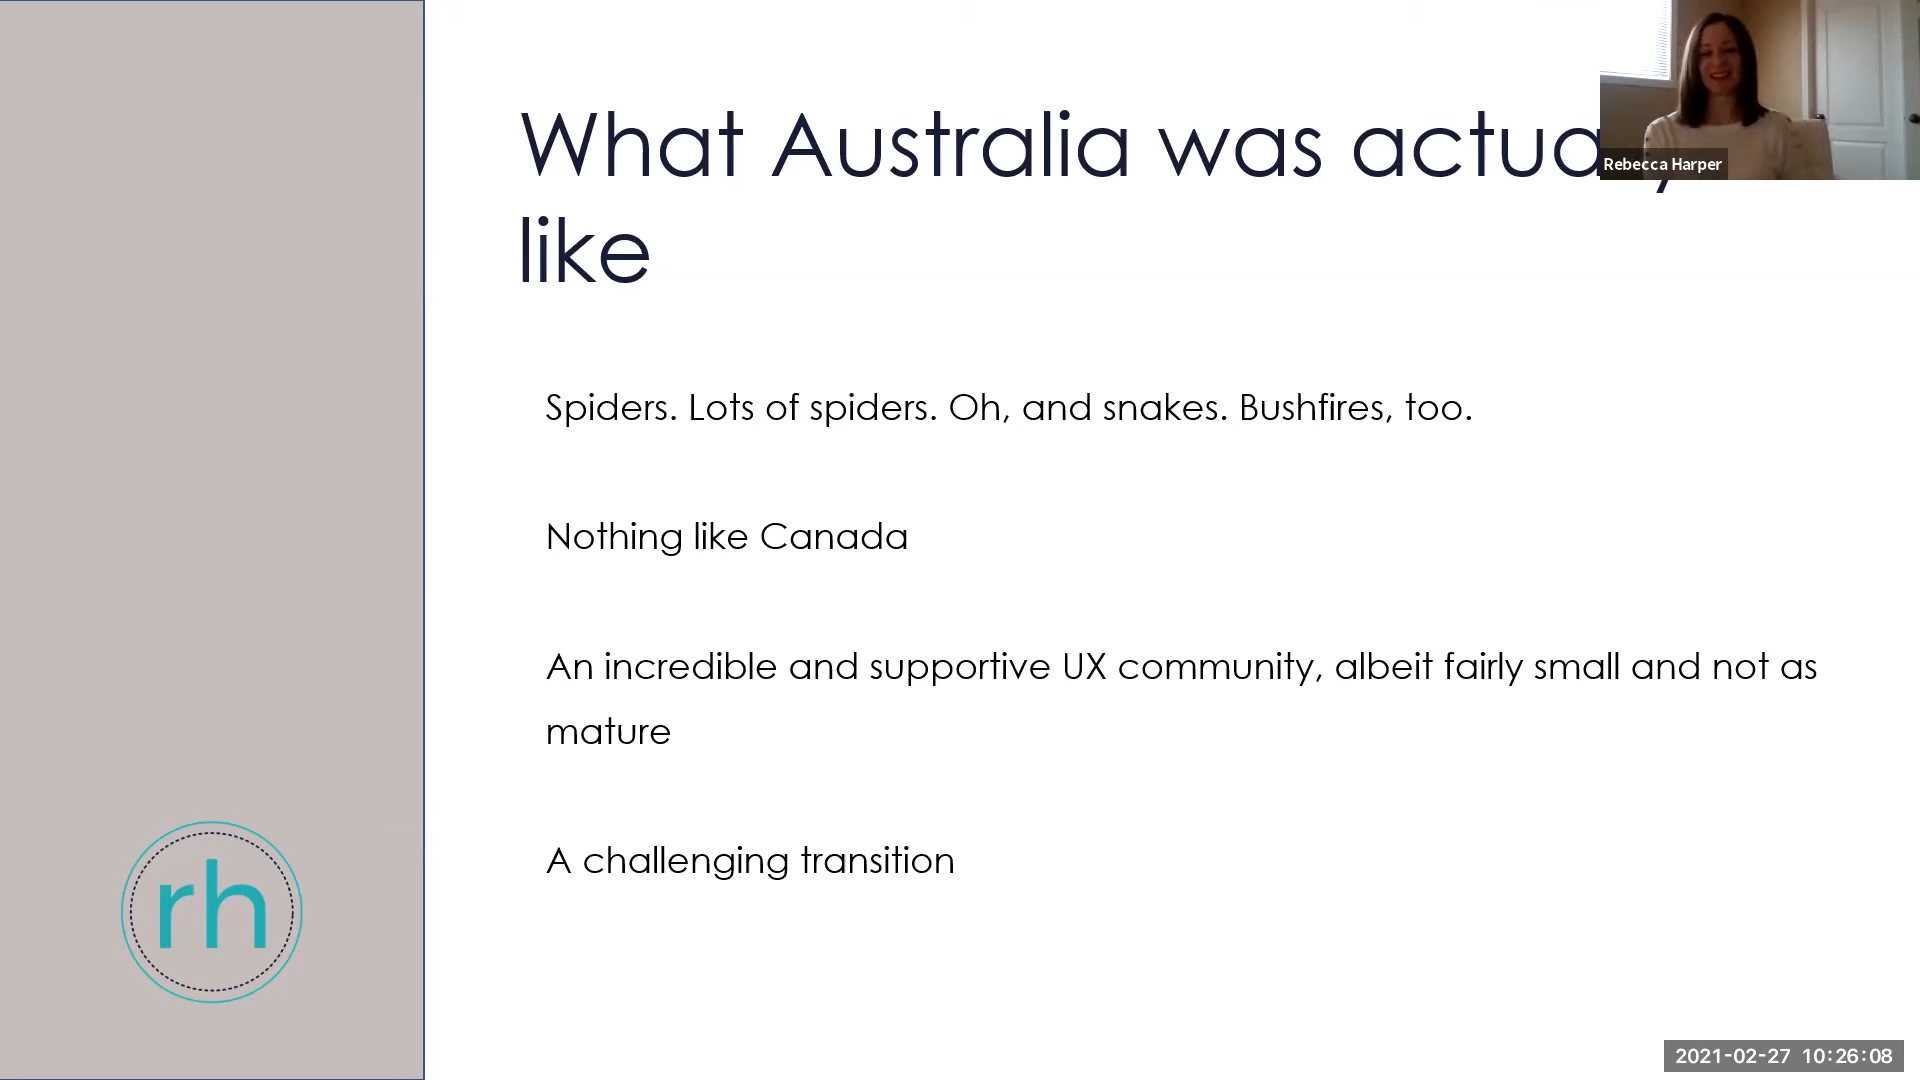 What Australia was actua
like
Rebecca Harper
Spiders. Lots of spiders. Oh, and snakes. Bushfires, too.
Nothing like Canada
An incredible and supportive UX community, albeit fairly small and not as
mature
A challenging transition
rh
2021-02-27 10:26:08